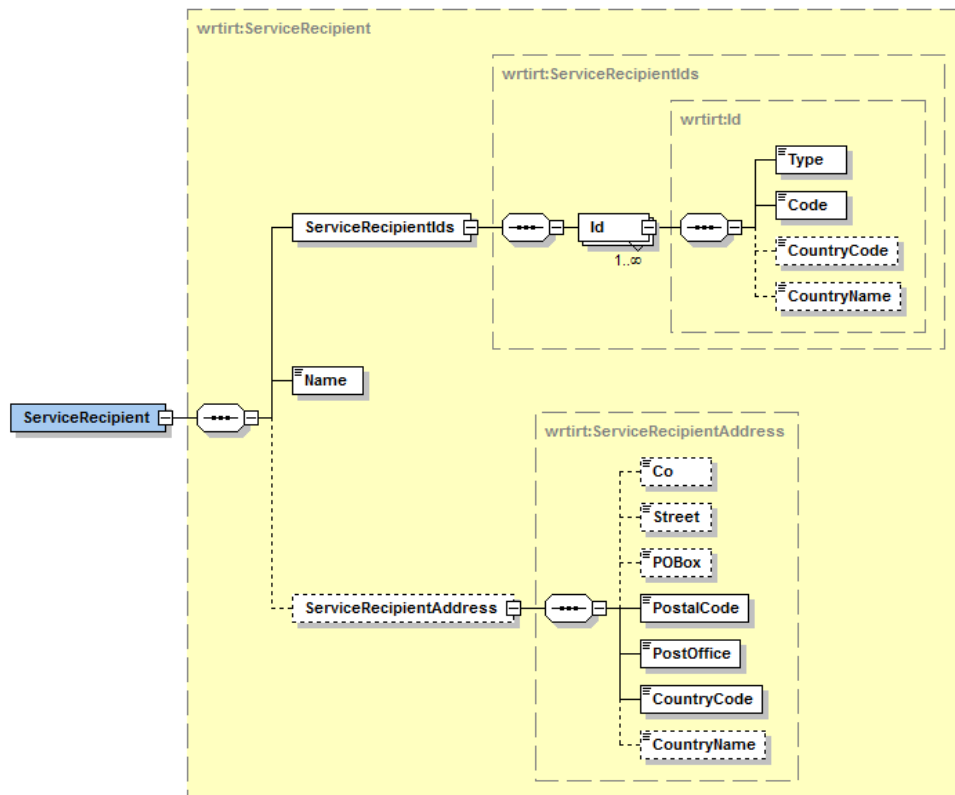 wrtirt:ServiceRecipient
wrtirt:ServiceRecipientIds
wrtirt:Id
Type
Code
CountryCode
CountryName
ServiceRecipientIds
Id
1..∞
Name
ServiceRecipient
wrtirt:ServiceRecipientAddress
Co
Street
POBox
PostalCode
PostOffice
CountryCode
CountryName
ServiceRecipientAddress